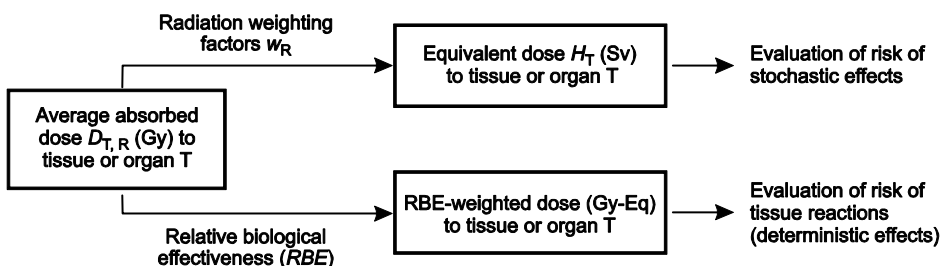 Radiation weighting
factors wR
Equivalent dose HT (Sv)
to tissue or organ T
Evaluation of risk of
stochastic effects
Average absorbed
dose DT, R (Gy) to
tissue or organ T
RBE-weighted dose (Gy-Eq)
to tissue or organ T
Evaluation of risk of
tissue reactions
(deterministic effects)
Relative biological
effectiveness (RBE)